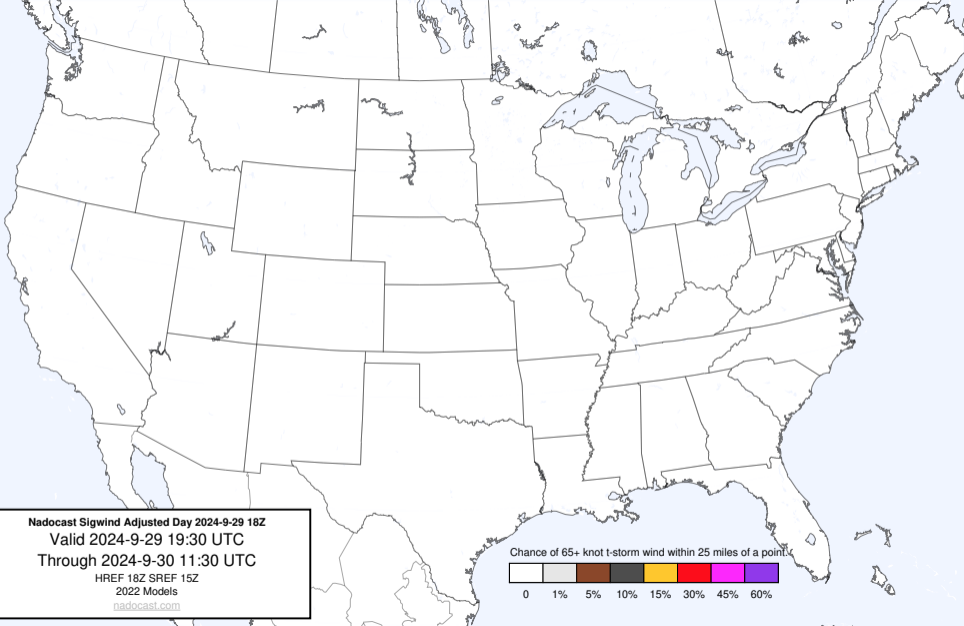 Nadocast Sigwind Adjusted Day 2024-9-29 18Z
Valid 2024-9-29 19:30 UTC
Through 2024-9-30 11:30 UTC
HREF 18Z SREF 15Z
2022 Models
nadocast.com
Chance of 65+ knot t-storm wind within 25 miles of a point.
0 1% 5% 10% 15% 30% 45% 60%